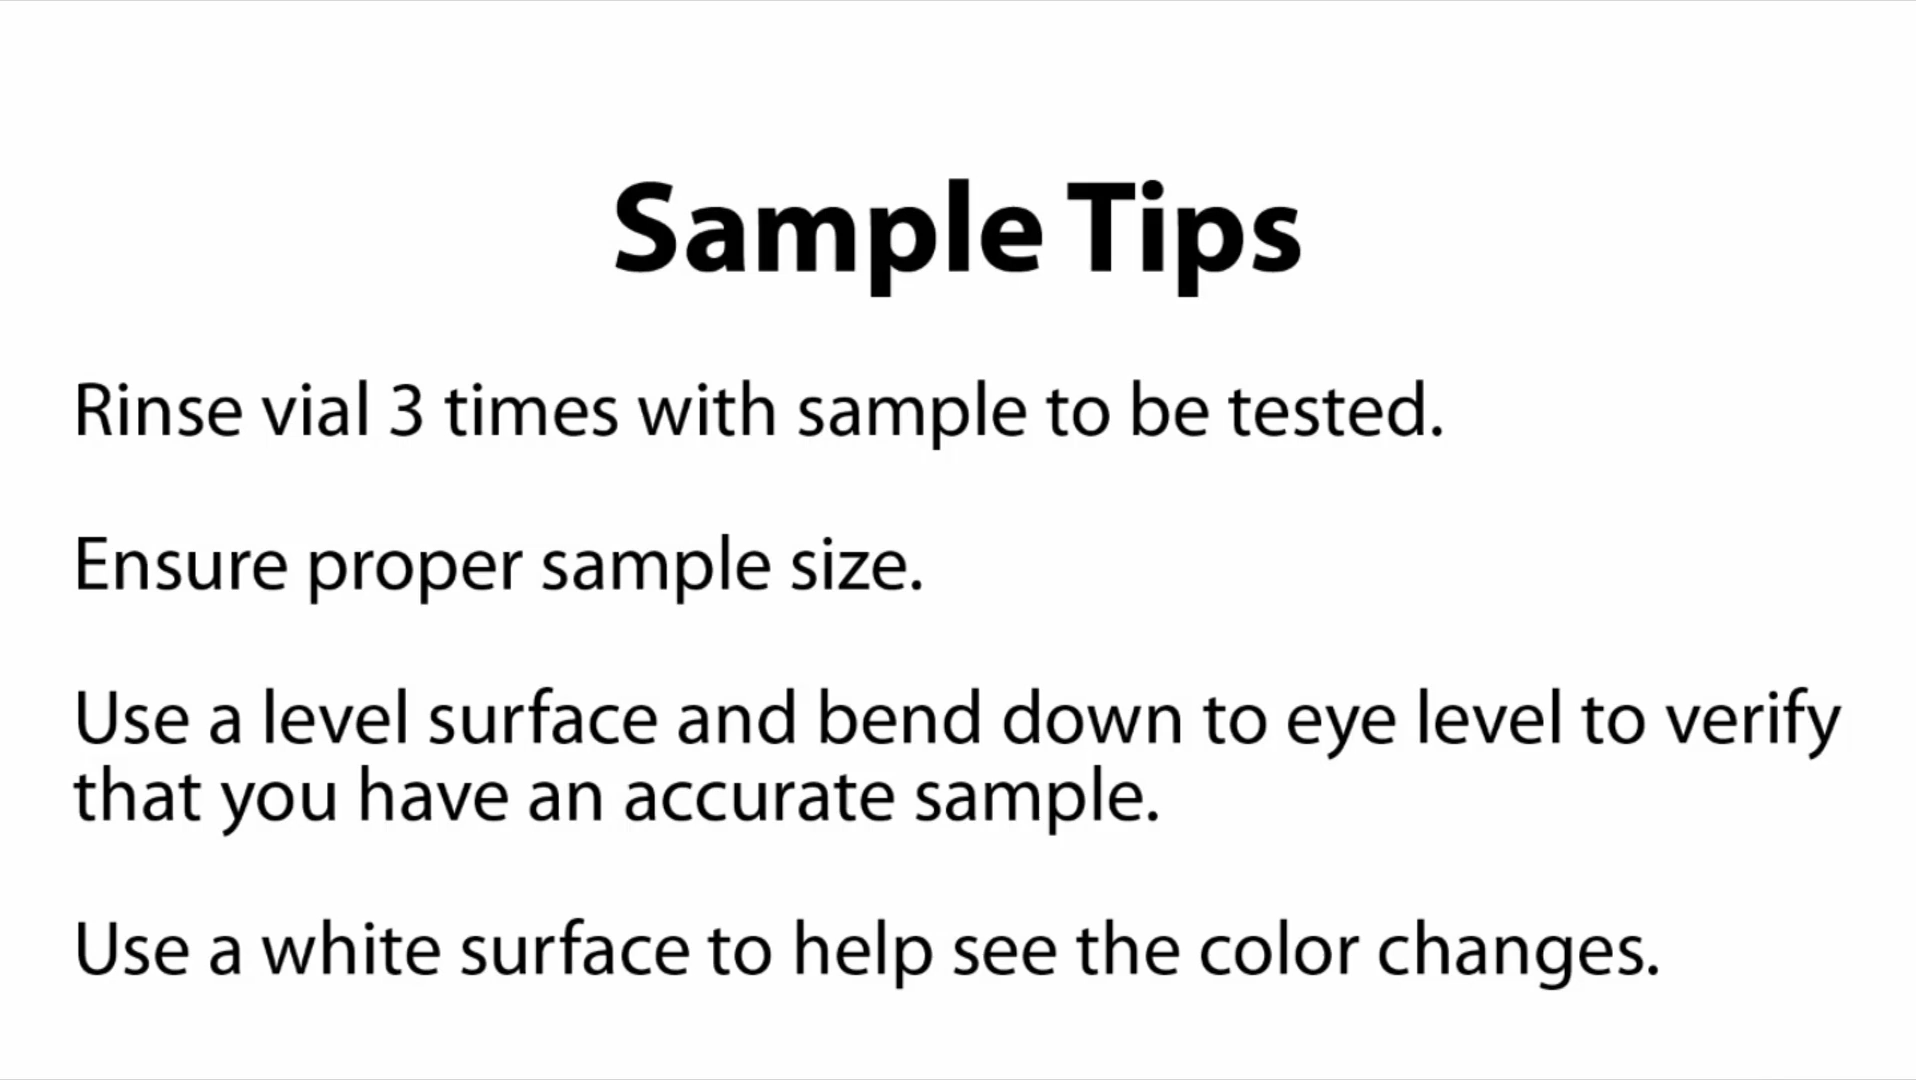 Sample Tips
Rinse vial 3 times with sample to be tested.
Ensure proper sample size.
Use a level surface and bend down to eye level to verify
that you have an accurate sample.
Use a white surface to help see the color changes.